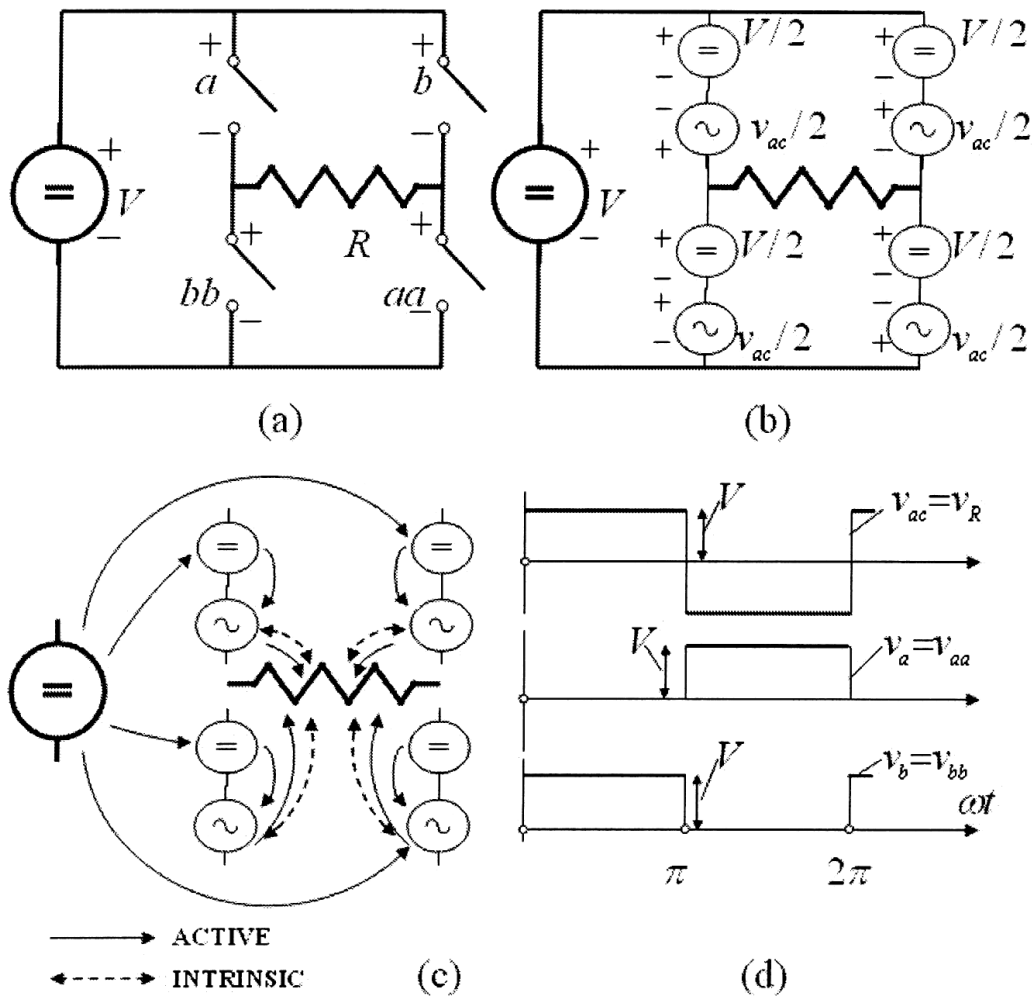 + + + V/2 + V/2
a b = =
+ − − + − −
− − v_ac/2 v_ac/2
= V + ~ + − ~
− + + = V + + V/2 + V/2
R = =
bb aa − − − −
− − + ~ − v_ac/2 ~ + v_ac/2
(a) (b)
= = V v_ac=v_R
~ ~
= V v_a=v_aa
= = V v_b=v_bb
~ ~ ωt
π 2π
ACTIVE
INTRINSIC (c) (d)